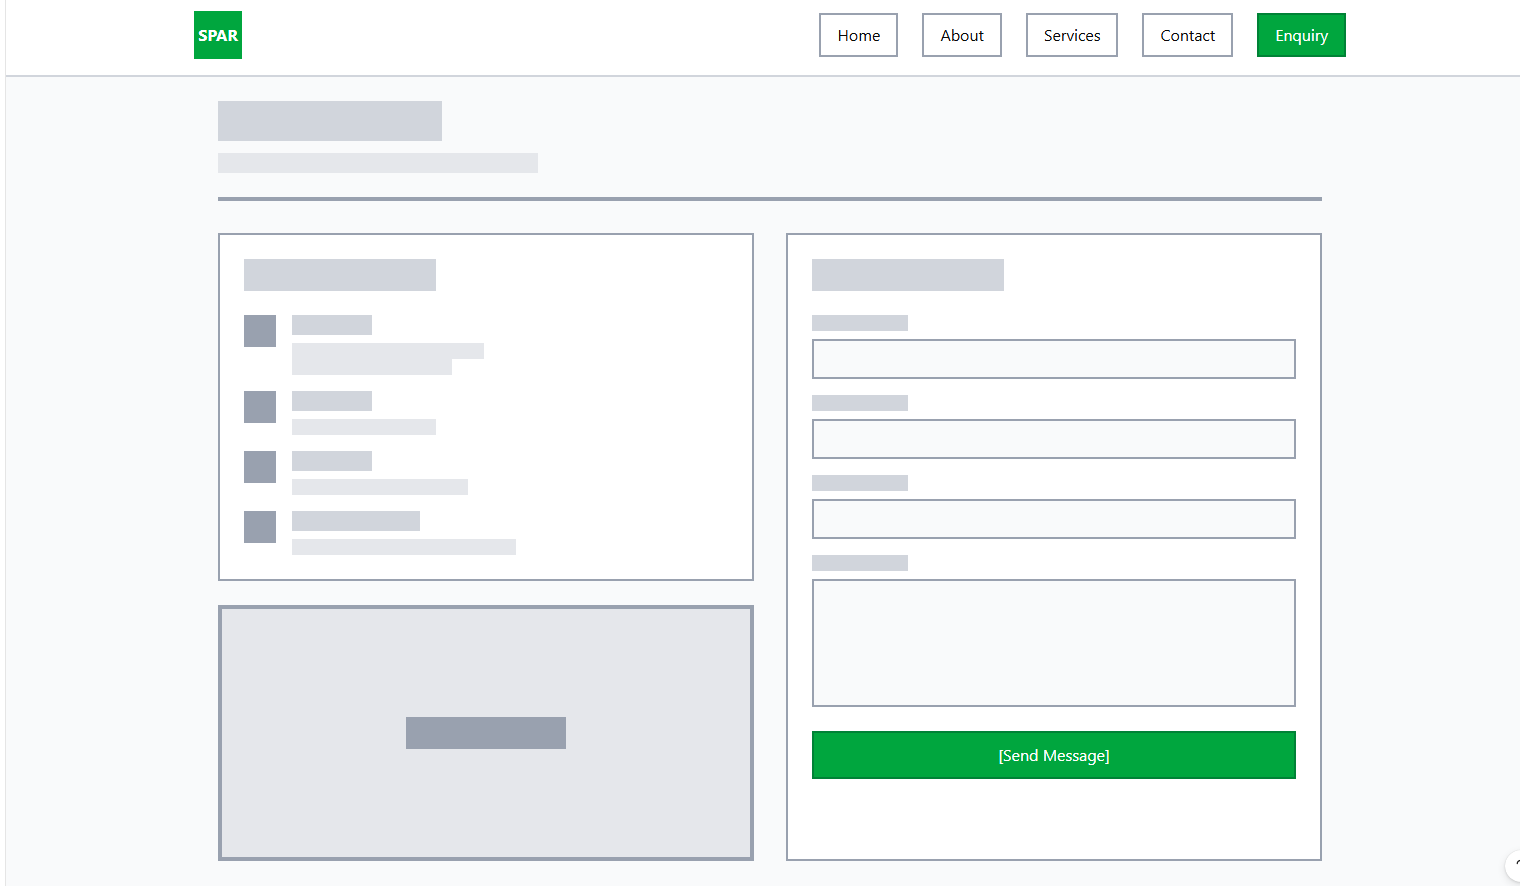 SPAR
Home
About
Services
Contact
Enquiry
[Send Message]